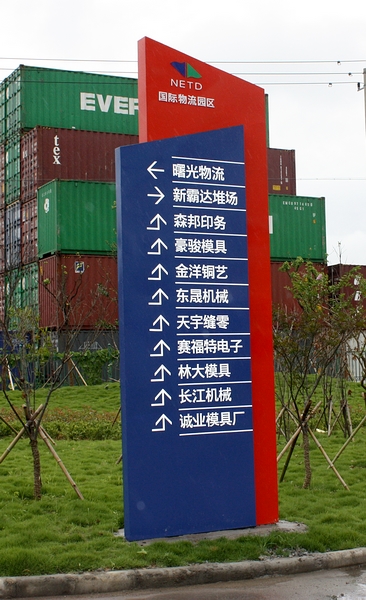 EVER
tex
NETD
国际物流园区
曙光物流
新霸达堆场
森邦印务
豪骏模具
金洋铜艺
东晟机械
天宇缝零
赛福特电子
林大模具
长江机械
诚业模具厂